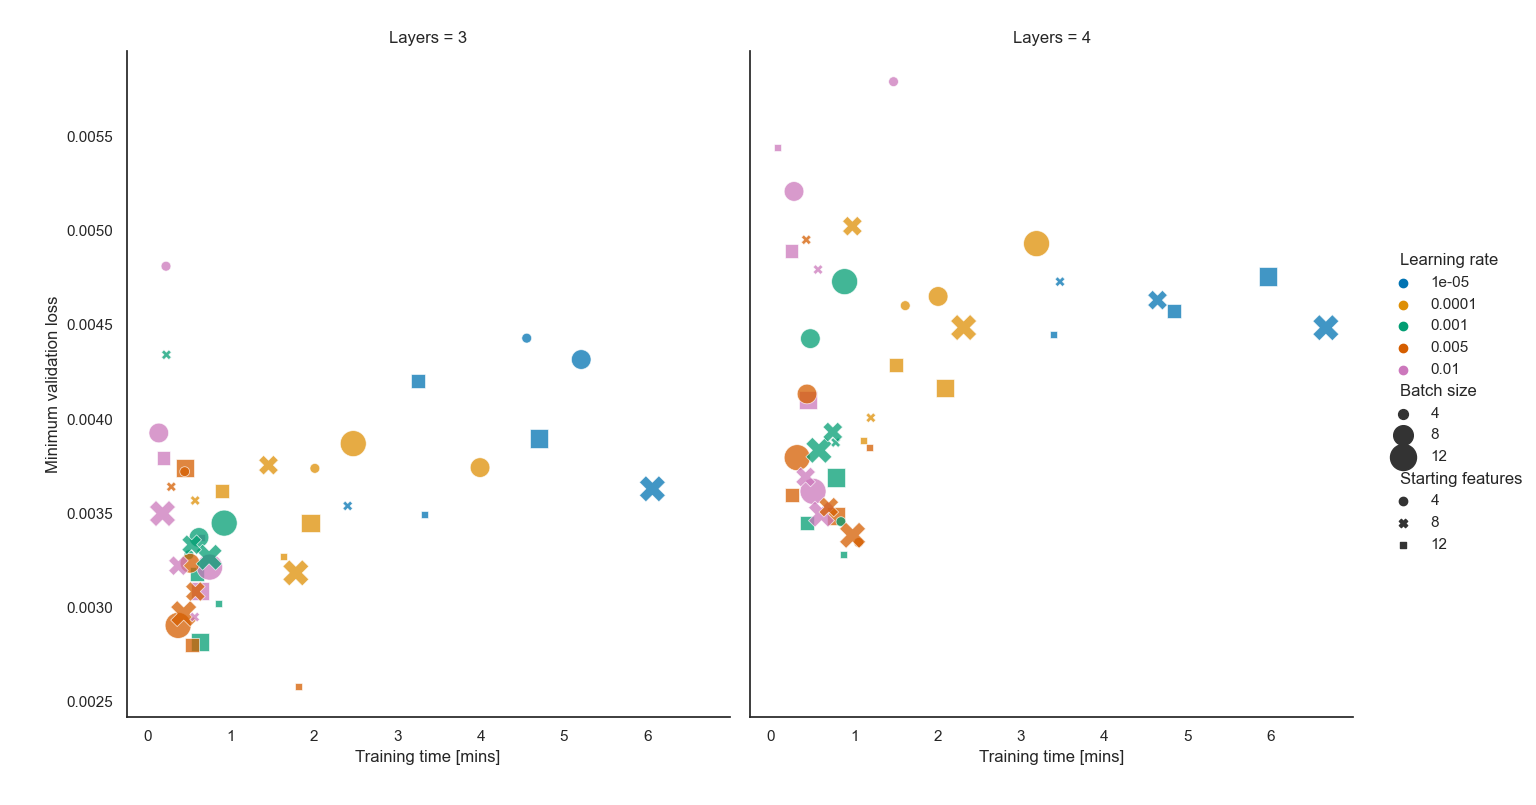 Layers = 3
Layers = 4
Minimum validation loss
0.0055
0.0050
0.0045
0.0040
0.0035
0.0030
0.0025
0 1 2 3 4 5 6
Training time [mins]
0 1 2 3 4 5 6
Training time [mins]
Learning rate
1e-05
0.0001
0.001
0.005
0.01
Batch size
4
8
12
Starting features
4
8
12